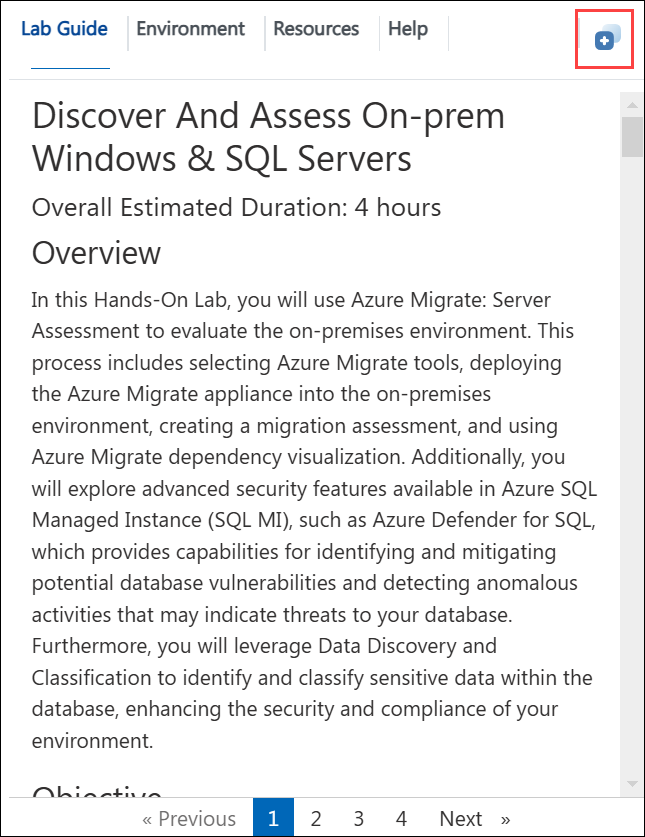 Lab Guide Environment Resources Help
Discover And Assess On-prem
Windows & SQL Servers
Overall Estimated Duration: 4 hours
Overview
In this Hands-On Lab, you will use Azure Migrate: Server
Assessment to evaluate the on-premises environment. This
process includes selecting Azure Migrate tools, deploying
the Azure Migrate appliance into the on-premises
environment, creating a migration assessment, and using
Azure Migrate dependency visualization. Additionally, you
will explore advanced security features available in Azure SQL
Managed Instance (SQL MI), such as Azure Defender for SQL,
which provides capabilities for identifying and mitigating
potential database vulnerabilities and detecting anomalous
activities that may indicate threats to your database.
Furthermore, you will leverage Data Discovery and
Classification to identify and classify sensitive data within the
database, enhancing the security and compliance of your
environment.
Objective
« Previous 1 2 3 4 Next »